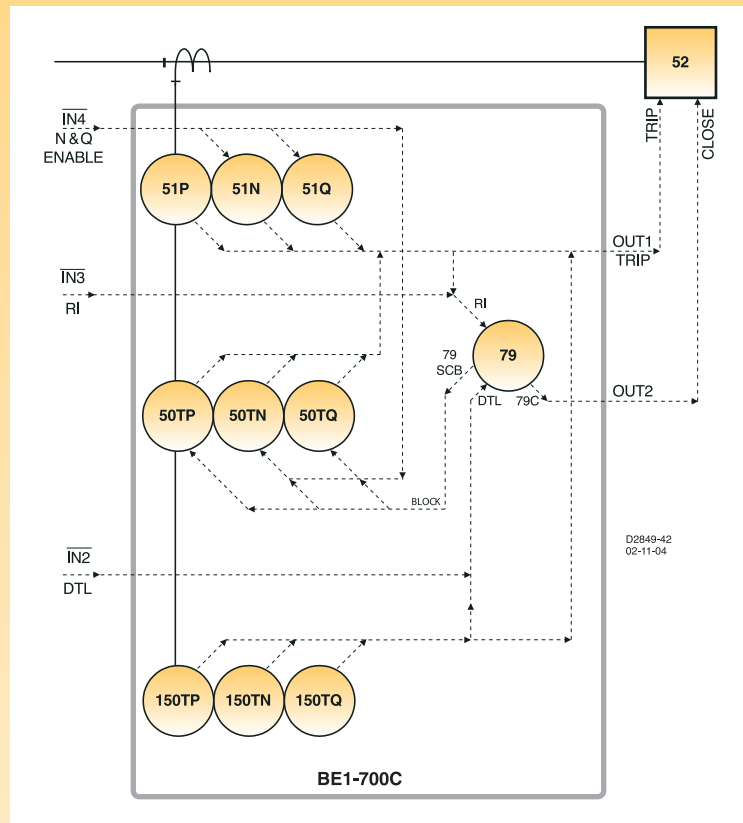 52
IN4
N & Q
ENABLE
TRIP
CLOSE
51P
51N
51Q
OUT1
TRIP
IN3
RI
RI
79
79
SCB
DTL
79C
OUT2
50TP
50TN
50TQ
BLOCK
D2849-42
02-11-04
IN2
DTL
150TP
150TN
150TQ
BE1-700C